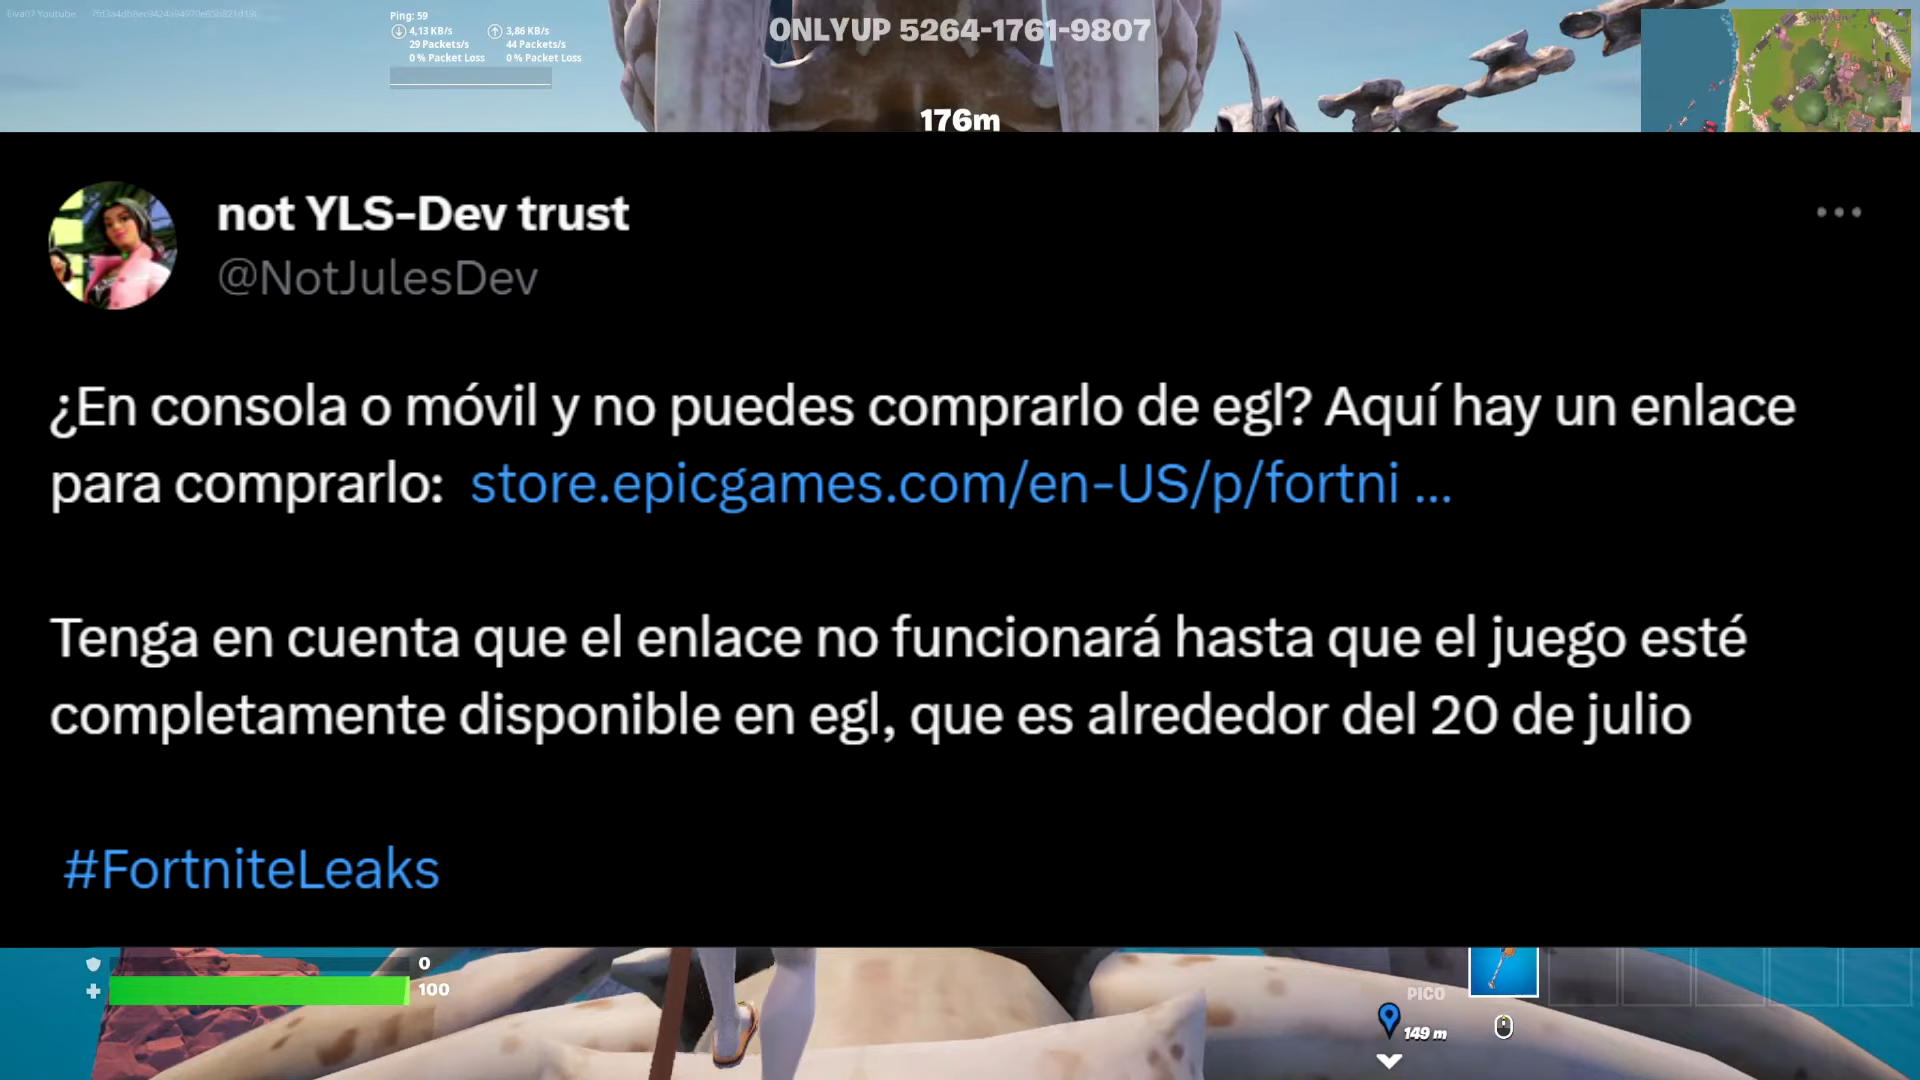 Ping: 59
4,13 KB/s 3,86 KB/s
29 Packets/s 44 Packets/s
0 % Packet Loss 0 % Packet Loss
ONLYUP 5264-1761-9807
176m
not YLS-Dev trust
@NotJulesDev
¿En consola o móvil y no puedes comprarlo de egl? Aquí hay un enlace
para comprarlo: store.epicgames.com/en-US/p/fortni ...
Tenga en cuenta que el enlace no funcionará hasta que el juego esté
completamente disponible en egl, que es alrededor del 20 de julio
#FortniteLeaks
0
100
PICO
149 m